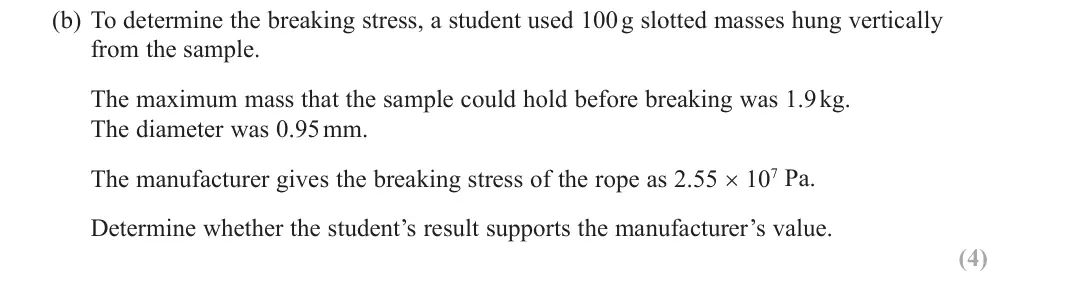 (b) To determine the breaking stress, a student used 100 g slotted masses hung vertically
from the sample.
The maximum mass that the sample could hold before breaking was 1.9 kg.
The diameter was 0.95 mm.
The manufacturer gives the breaking stress of the rope as 2.55 × 10⁷ Pa.
Determine whether the student’s result supports the manufacturer’s value.
(4)